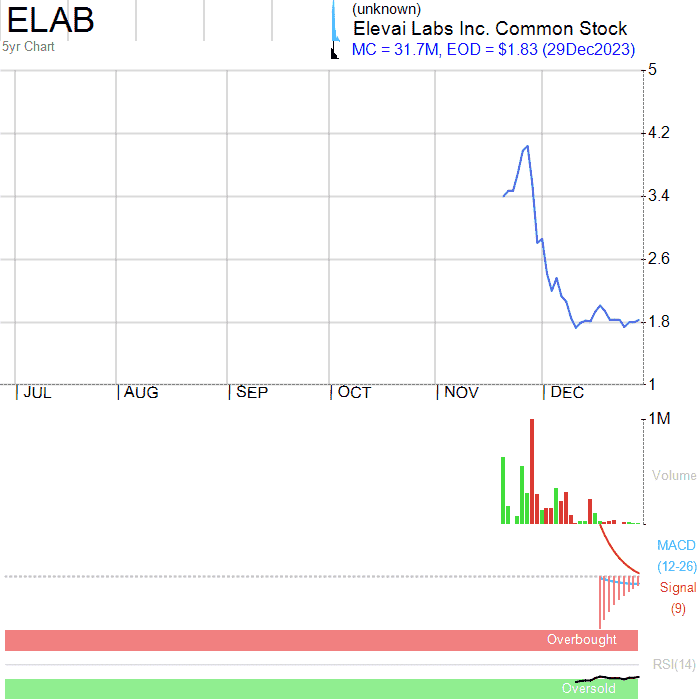 ELAB
(unknown)
Elevai Labs Inc. Common Stock
5yr Chart
MC = 31.7M, EOD = $1.83 (29Dec2023)
5
4.2
3.4
2.6
1.8
1
JUL AUG SEP OCT NOV DEC
1M
Volume
MACD
(12-26)
Signal
(9)
Overbought
RSI(14)
Oversold